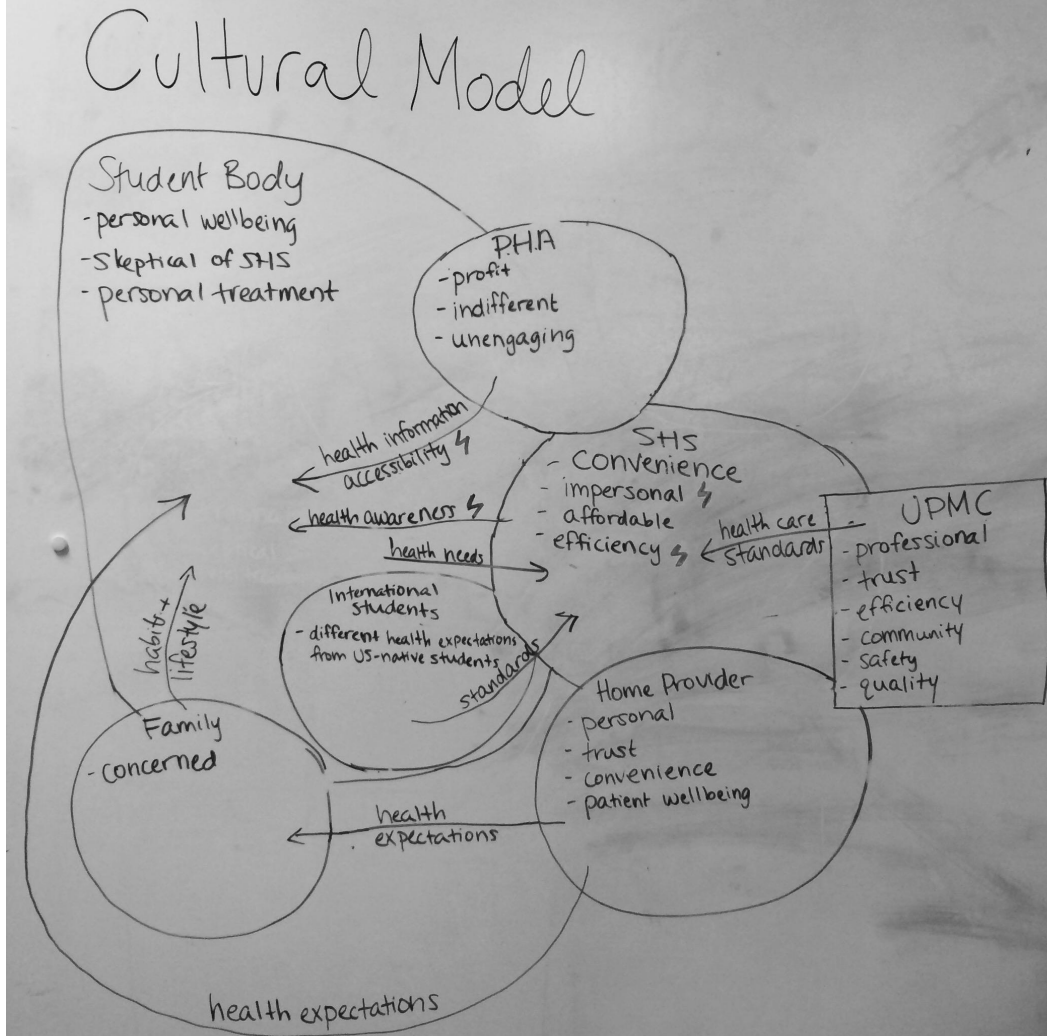 Cultural Model
Student Body
- personal wellbeing
- Skeptical of SHS
- personal treatment
P.H.A
- profit
- indifferent
- unengaging
health information
accessibility
SHS
- Convenience
- impersonal
- affordable
- efficiency
health awareness
health needs
health care
standards
UPMC
- professional
- trust
- efficiency
- community
- safety
- quality
International
students
- different health expectations
from US-native students
standards
habits +
lifestyle
Family
- concerned
Home Provider
- personal
- trust
- convenience
- patient wellbeing
health
expectations
health expectations